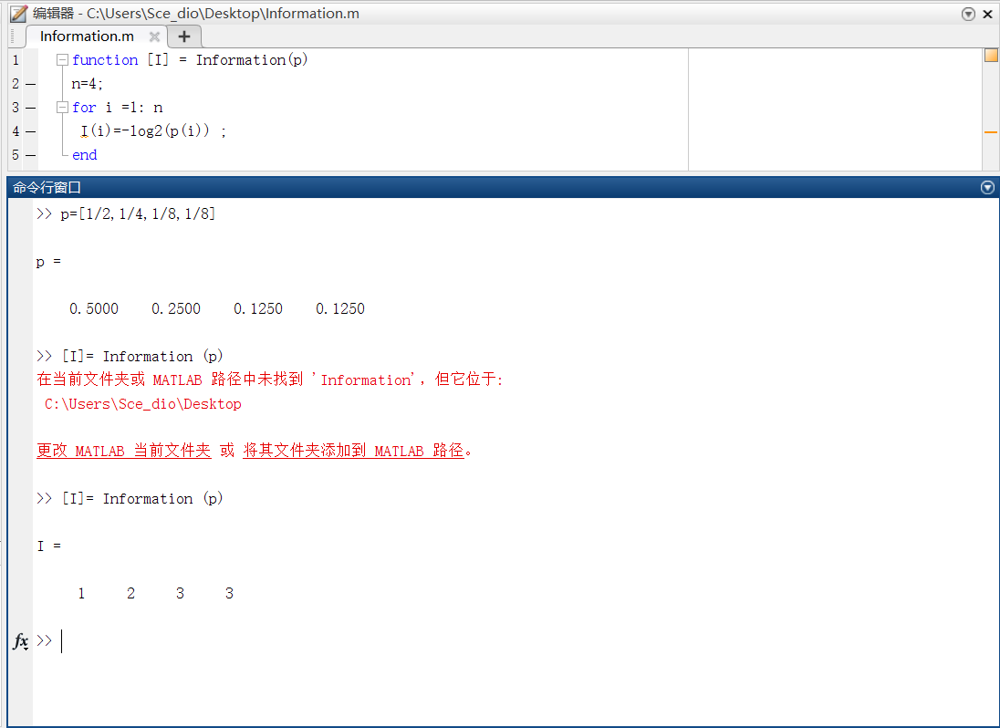 编辑器 - C:\Users\Sce_dio\Desktop\Information.m
Information.m
1 function [I] = Information(p)
2 — n=4;
3 — for i =1: n
4 — I(i)=-log2(p(i)) ;
5 — end
命令行窗口
>> p=[1/2,1/4,1/8,1/8]
p =
0.5000 0.2500 0.1250 0.1250
>> [I]= Information (p)
在当前文件夹或 MATLAB 路径中未找到 'Information'，但它位于:
C:\Users\Sce_dio\Desktop
更改 MATLAB 当前文件夹 或 将其文件夹添加到 MATLAB 路径。
>> [I]= Information (p)
I =
1 2 3 3
fx >>